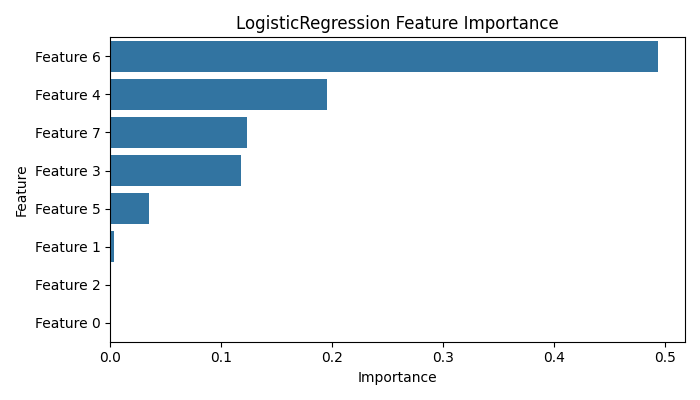 LogisticRegression Feature Importance
Feature
Feature 6
Feature 4
Feature 7
Feature 3
Feature 5
Feature 1
Feature 2
Feature 0
0.0 0.1 0.2 0.3 0.4 0.5
Importance